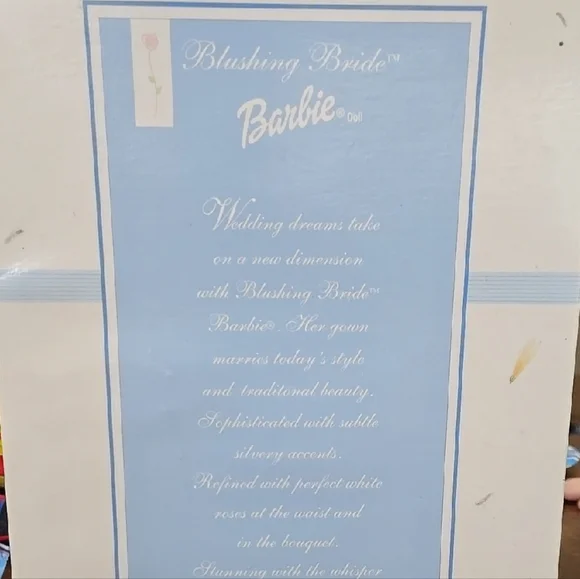 Blushing Bride™
Barbie® Doll
Wedding dreams take
on a new dimension
with Blushing Bride™
Barbie®. Her gown
marries today's style
and traditonal beauty.
Sophisticated with subtle
silvery accents.
Refined with perfect white
roses at the waist and
in the bouquet.
Stunning with the whisper